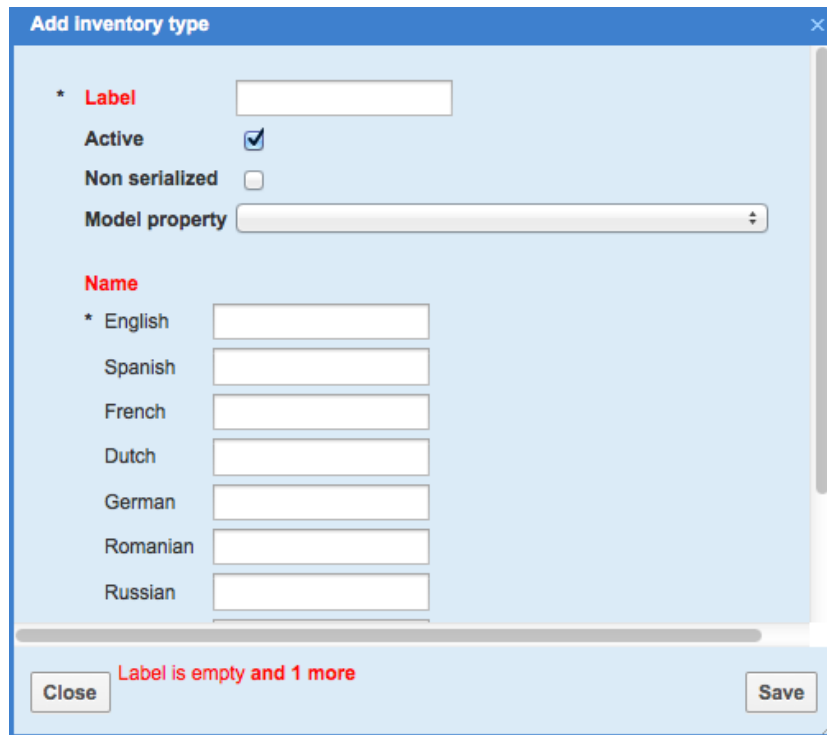 Add inventory type
* Label
Active
Non serialized
Model property
Name
* English
Spanish
French
Dutch
German
Romanian
Russian
Label is empty and 1 more
Close
Save